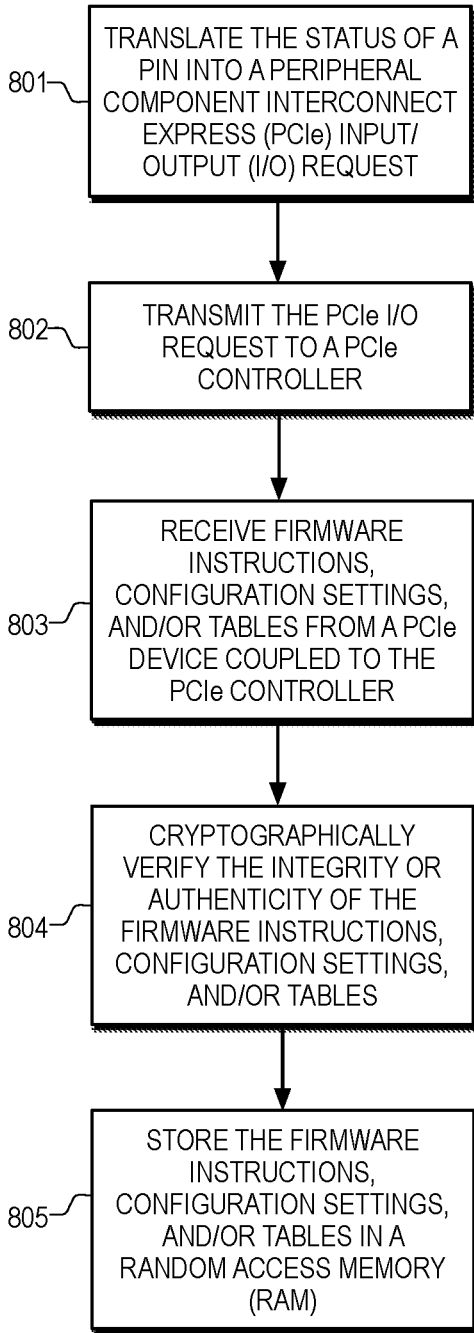 TRANSLATE THE STATUS OF A
PIN INTO A PERIPHERAL
801
COMPONENT INTERCONNECT
EXPRESS (PCIe) INPUT/
OUTPUT (I/O) REQUEST
TRANSMIT THE PCIe I/O
802
REQUEST TO A PCIe
CONTROLLER
RECEIVE FIRMWARE
INSTRUCTIONS,
CONFIGURATION SETTINGS,
803
AND/OR TABLES FROM A PCIe
DEVICE COUPLED TO THE
PCIe CONTROLLER
CRYPTOGRAPHICALLY
VERIFY THE INTEGRITY OR
AUTHENTICITY OF THE
804
FIRMWARE INSTRUCTIONS,
CONFIGURATION SETTINGS,
AND/OR TABLES
STORE THE FIRMWARE
INSTRUCTIONS,
805
CONFIGURATION SETTINGS,
AND/OR TABLES IN A
RANDOM ACCESS MEMORY
(RAM)